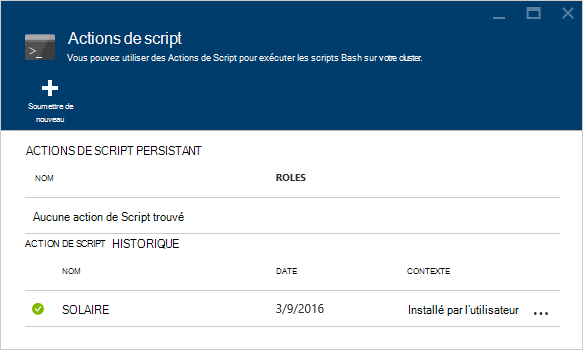 Actions de script
Vous pouvez utiliser des Actions de Script pour exécuter les scripts Bash sur votre cluster.
Soumettre de
nouveau
ACTIONS DE SCRIPT PERSISTANT
NOM ROLES
Aucune action de Script trouvé
ACTION DE SCRIPT HISTORIQUE
NOM DATE CONTEXTE
SOLAIRE 3/9/2016 Installé par l'utilisateur ...